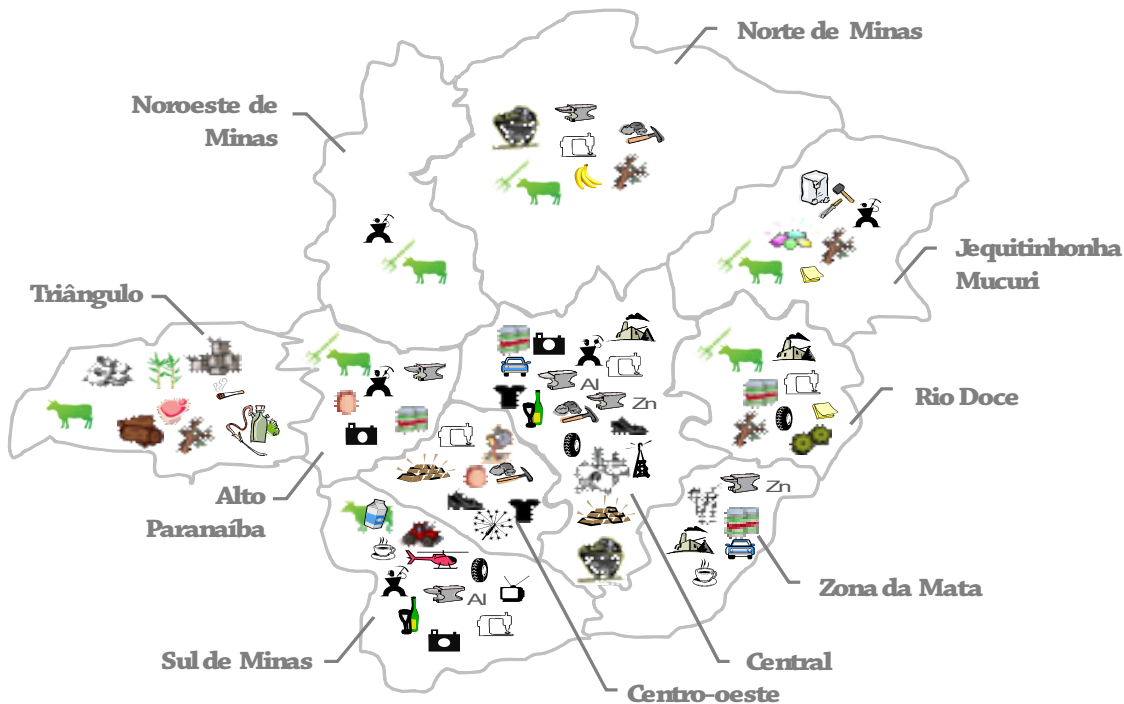 Norte de Minas
Noroeste de
Minas
Jequitinhonha
Mucuri
Triângulo
Al
Zn
Rio Doce
Alto
Paranaíba
Zn
Al
Zona da Mata
Sul de Minas
Central
Centro-oeste